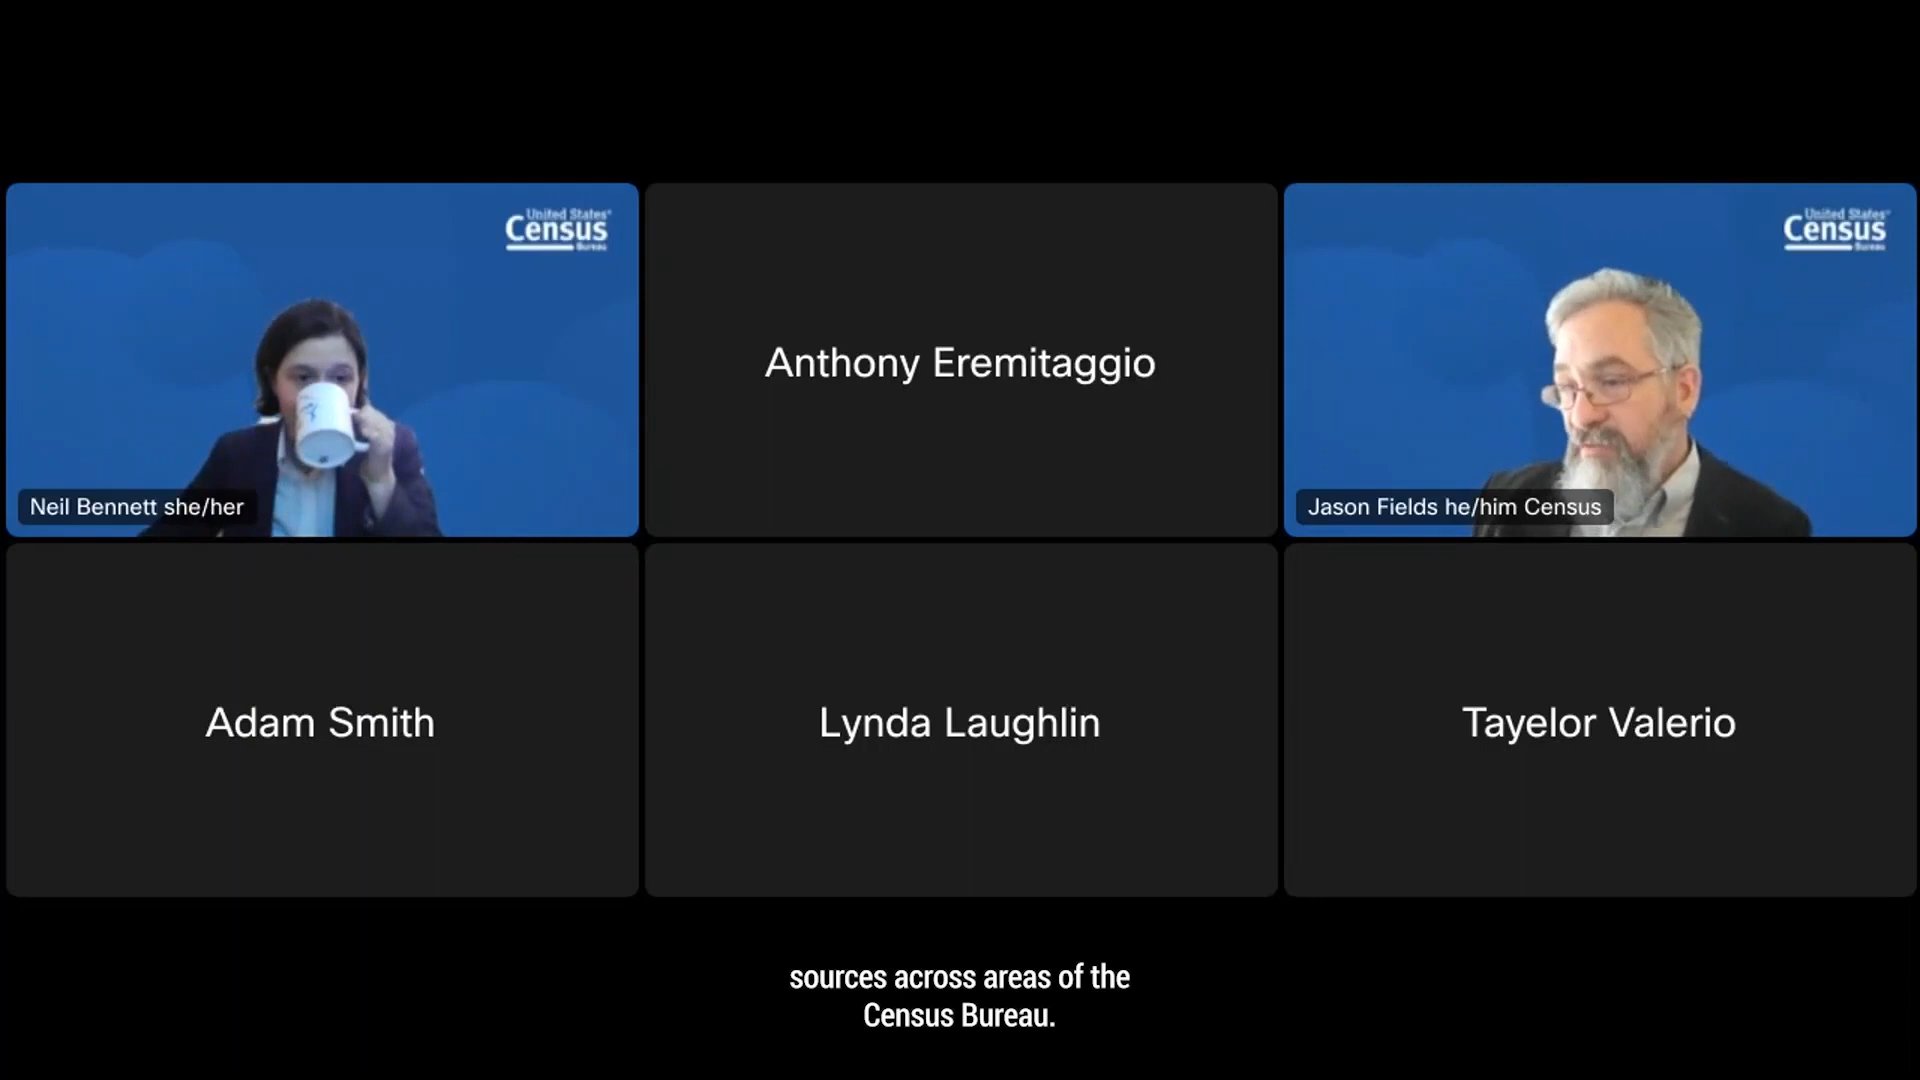 United States®
Census
Bureau
United States®
Census
Bureau
Anthony Eremitaggio
Neil Bennett she/her
Jason Fields he/him Census
Adam Smith
Lynda Laughlin
Tayelor Valerio
sources across areas of the
Census Bureau.